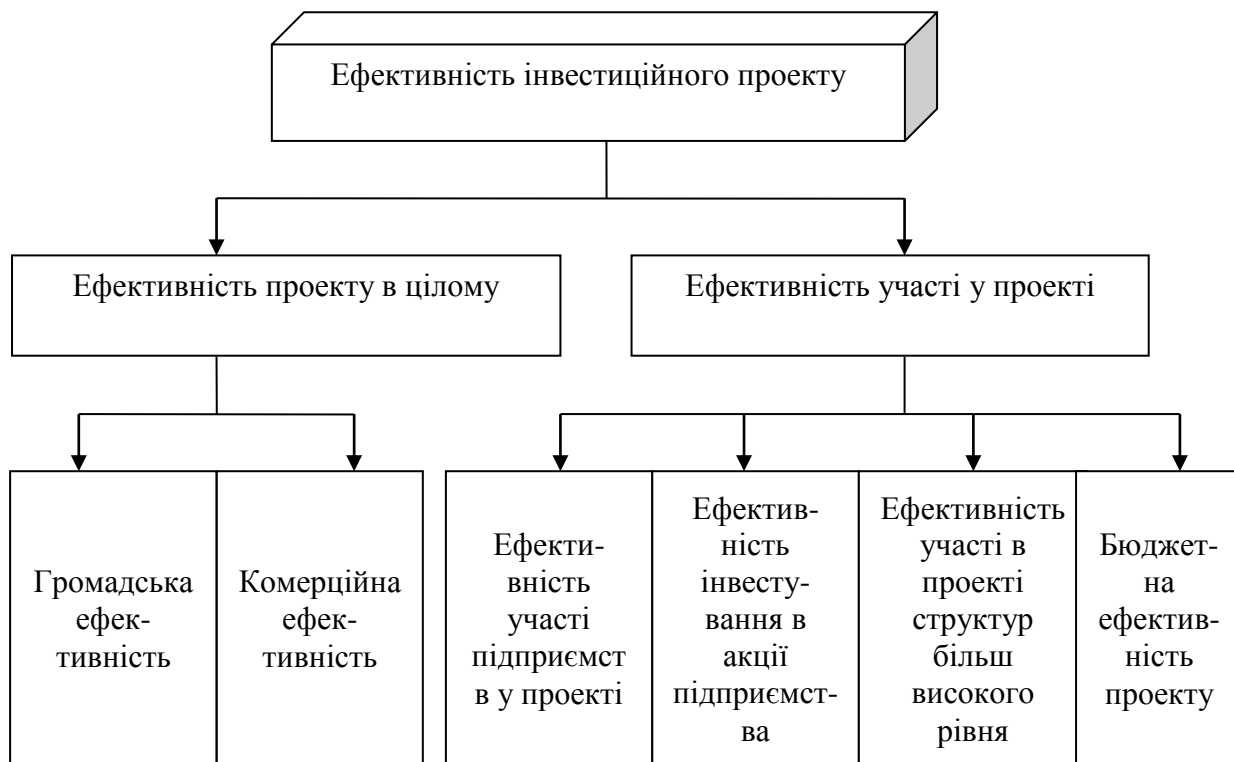 Ефективність інвестиційного проекту
Ефективність проекту в цілому
Ефективність участі у проекті
Громадська
ефек-
тивність
Комерційна
ефек-
тивність
Ефекти-
вність
участі
підприємст
в у проекті
Ефектив-
ність
інвесту-
вання в
акції
підприємст-
ва
Ефективність
участі в
проекті
структур
більш
високого
рівня
Бюджет-
на
ефектив-
ність
проекту